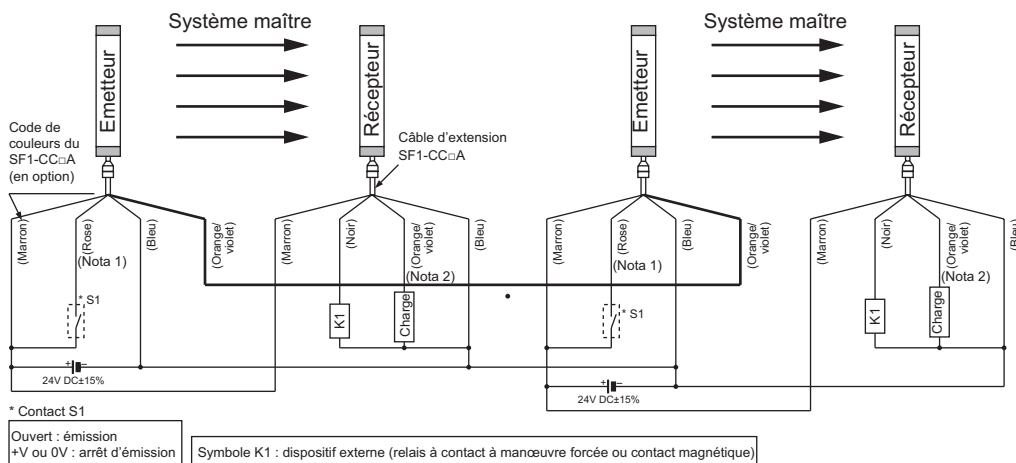 Système maître
Système maître
Emetteur
Récepteur
Emetteur
Récepteur
Code de
couleurs du
SF1-CC□A
(en option)
Câble d'extension
SF1-CC□A
(Marron)
(Rose)
(Bleu)
(Orange/
violet)
(Marron)
(Noir)
(Orange/
violet)
(Bleu)
(Marron)
(Rose)
(Bleu)
(Orange/
violet)
(Marron)
(Noir)
(Orange/
violet)
(Bleu)
(Nota 1)
(Nota 2)
(Nota 1)
(Nota 2)
* S1
K1
Charge
* S1
K1
Charge
+ –
24V DC±15%
+ –
24V DC±15%
* Contact S1
Ouvert : émission
+V ou 0V : arrêt d'émission
Symbole K1 : dispositif externe (relais à contact à manœuvre forcée ou contact magnétique)